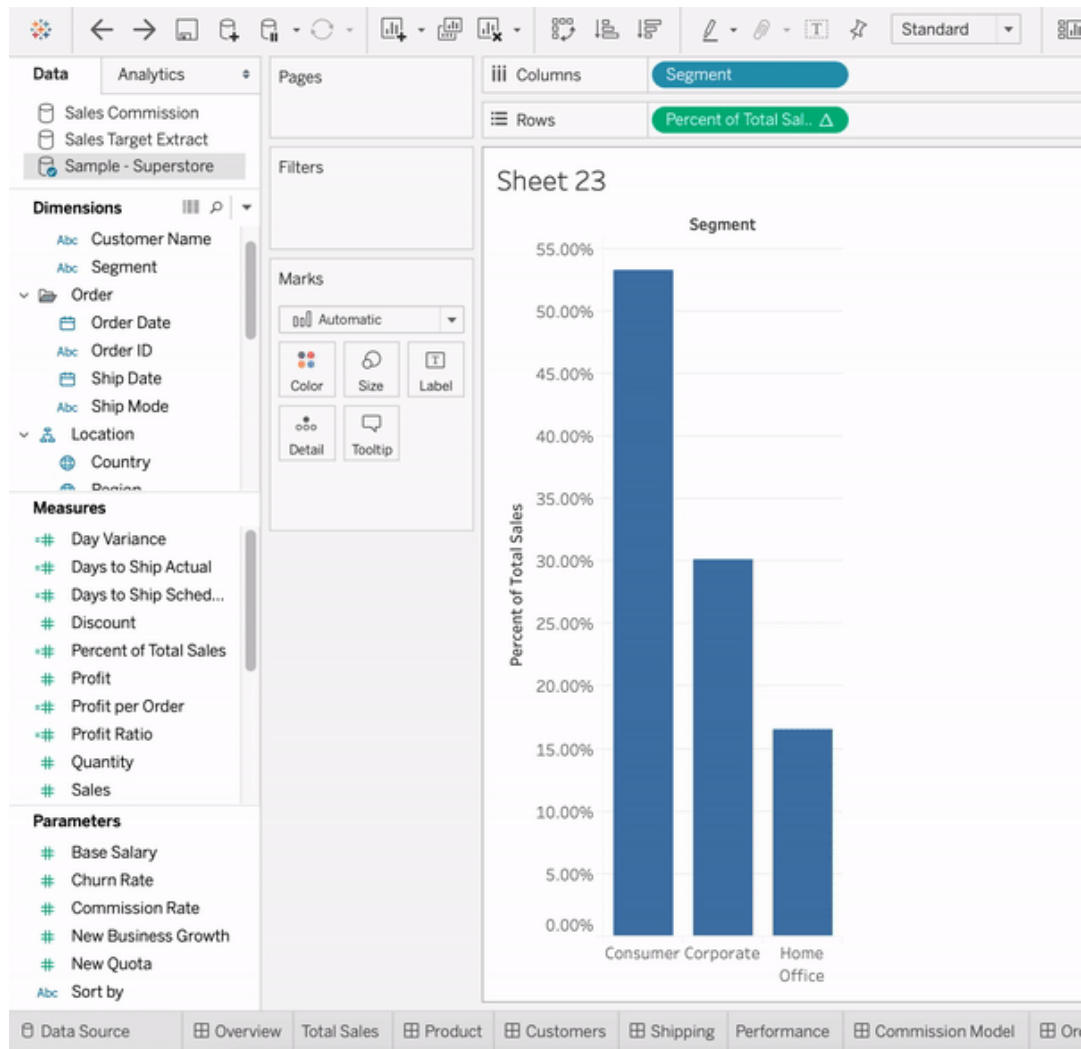 Standard
Data
Analytics
Sales Commission
Sales Target Extract
Sample - Superstore
Dimensions
Abc Customer Name
Abc Segment
Order
Order Date
Abc Order ID
Ship Date
Abc Ship Mode
Location
Country
Region
Measures
Day Variance
Days to Ship Actual
Days to Ship Sched...
Discount
Percent of Total Sales
Profit
Profit per Order
Profit Ratio
Quantity
Sales
Parameters
Base Salary
Churn Rate
Commission Rate
New Business Growth
New Quota
Abc Sort by
Pages
Filters
Marks
Automatic
Color
Size
T
Label
Detail
Tooltip
Columns
Segment
Rows
Percent of Total Sal.. △
Sheet 23
Segment
Percent of Total Sales
55.00%
50.00%
45.00%
40.00%
35.00%
30.00%
25.00%
20.00%
15.00%
10.00%
5.00%
0.00%
Consumer
Corporate
Home
Office
Data Source
Overview
Total Sales
Product
Customers
Shipping
Performance
Commission Model